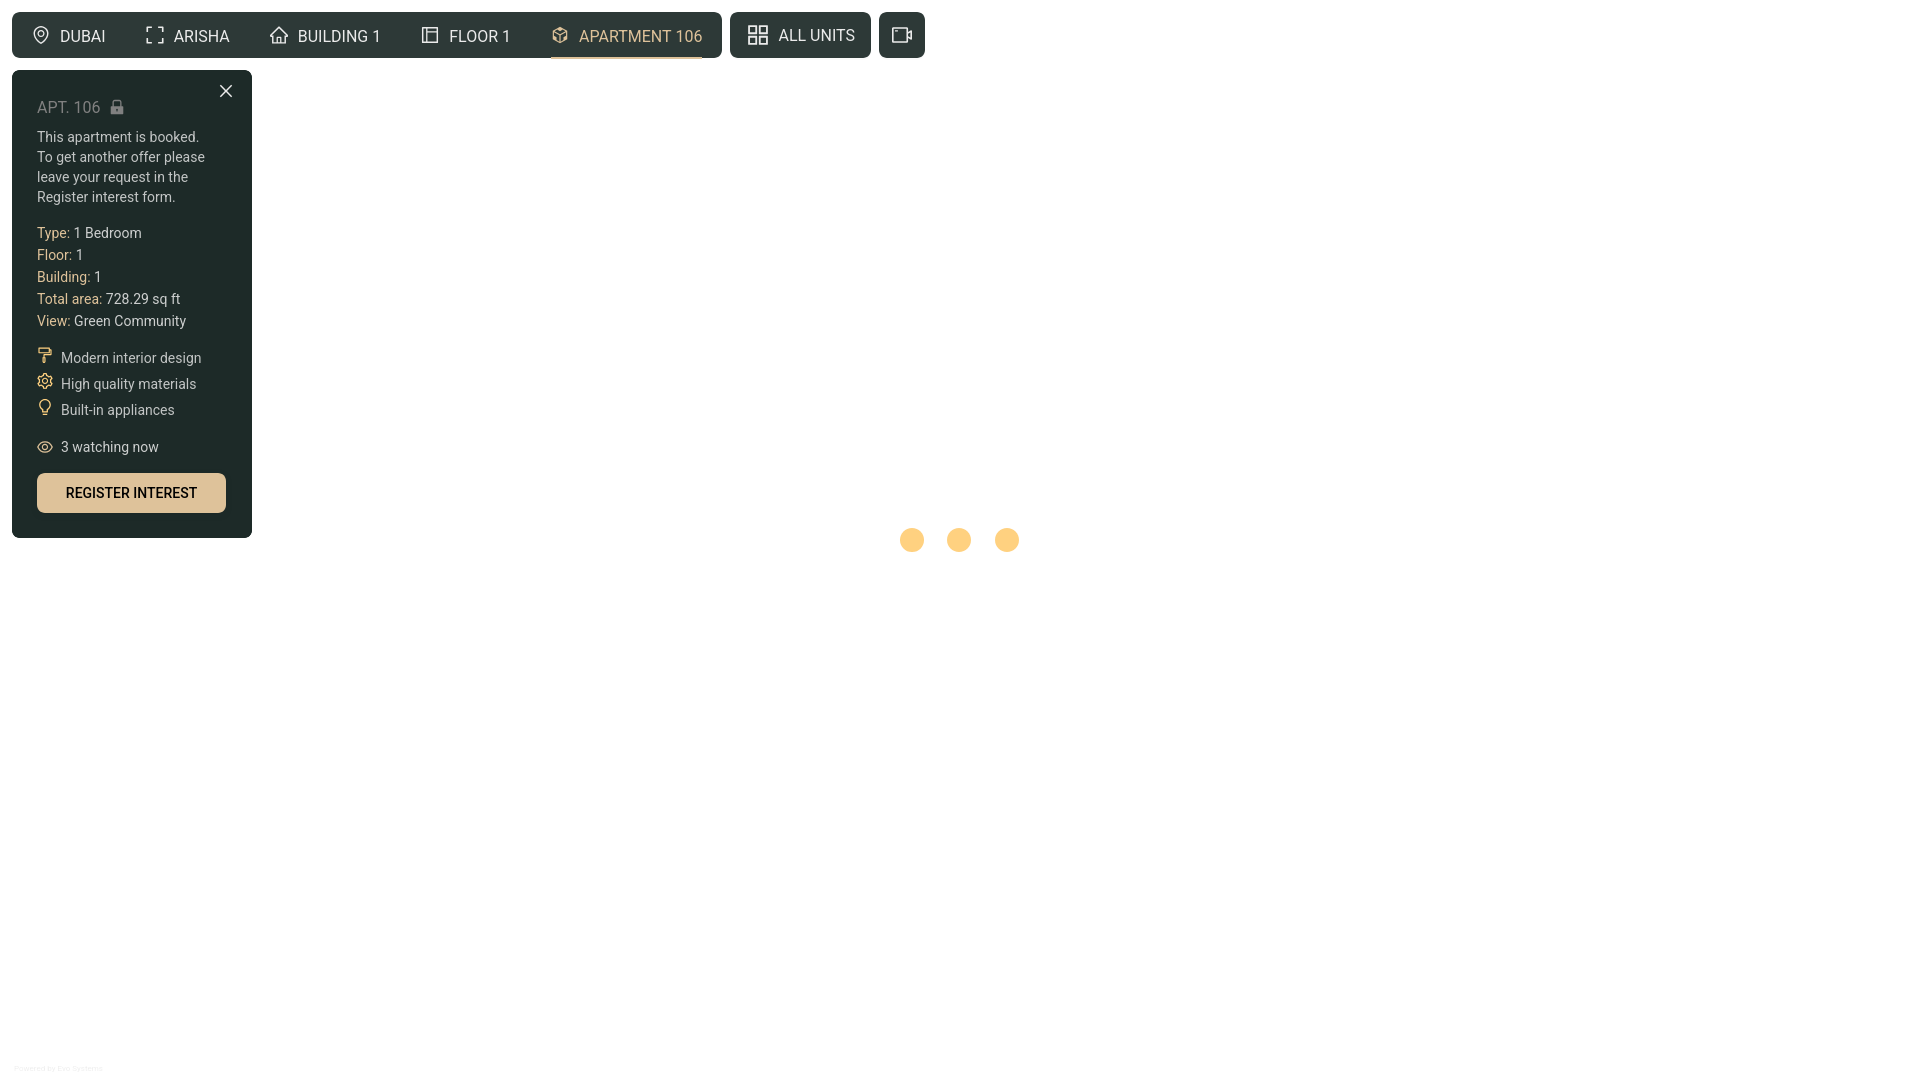 DUBAI
ARISHA
BUILDING 1
FLOOR 1
APARTMENT 106
ALL UNITS
APT. 106
This apartment is booked.
To get another offer please
leave your request in the
Register interest form.
Type: 1 Bedroom
Floor: 1
Building: 1
Total area: 728.29 sq ft
View: Green Community
Modern interior design
High quality materials
Built-in appliances
3 watching now
REGISTER INTEREST
Powered by